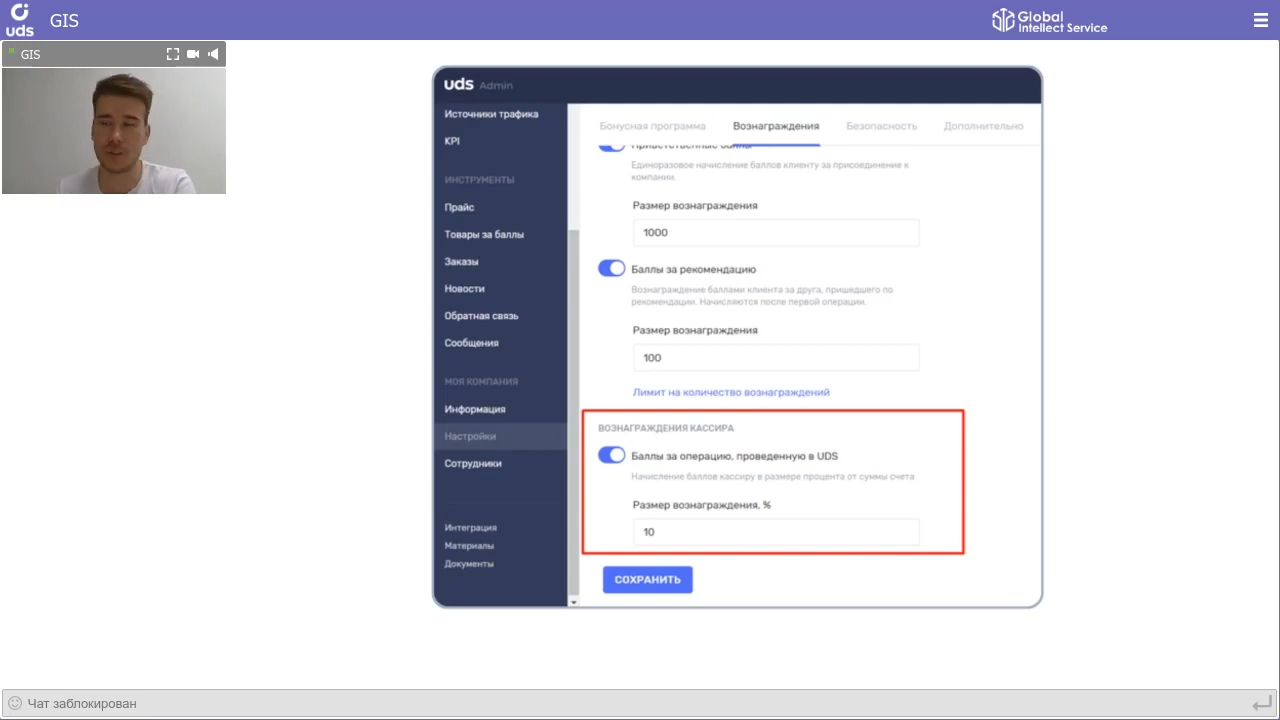 uds
GIS
Global
Intellect Service
GIS
uds Admin
Источники трафика
KPI
ИНСТРУМЕНТЫ
Прайс
Товары за баллы
Заказы
Новости
Обратная связь
Сообщения
МОЯ КОМПАНИЯ
Информация
Настройки
Сотрудники
Интеграция
Материалы
Документы
Бонусная программа
Вознаграждения
Безопасность
Дополнительно
Приветственные баллы
Единоразовое начисление баллов клиенту за присоединение к
компании.
Размер вознаграждения
1000
Баллы за рекомендацию
Вознаграждение баллами клиента за друга, пришедшего по
рекомендации. Начисляются после первой операции.
Размер вознаграждения
100
Лимит на количество вознаграждений
ВОЗНАГРАЖДЕНИЯ КАССИРА
Баллы за операцию, проведенную в UDS
Начисление баллов кассиру в размере процента от суммы счета
Размер вознаграждения, %
10
СОХРАНИТЬ
Чат заблокирован